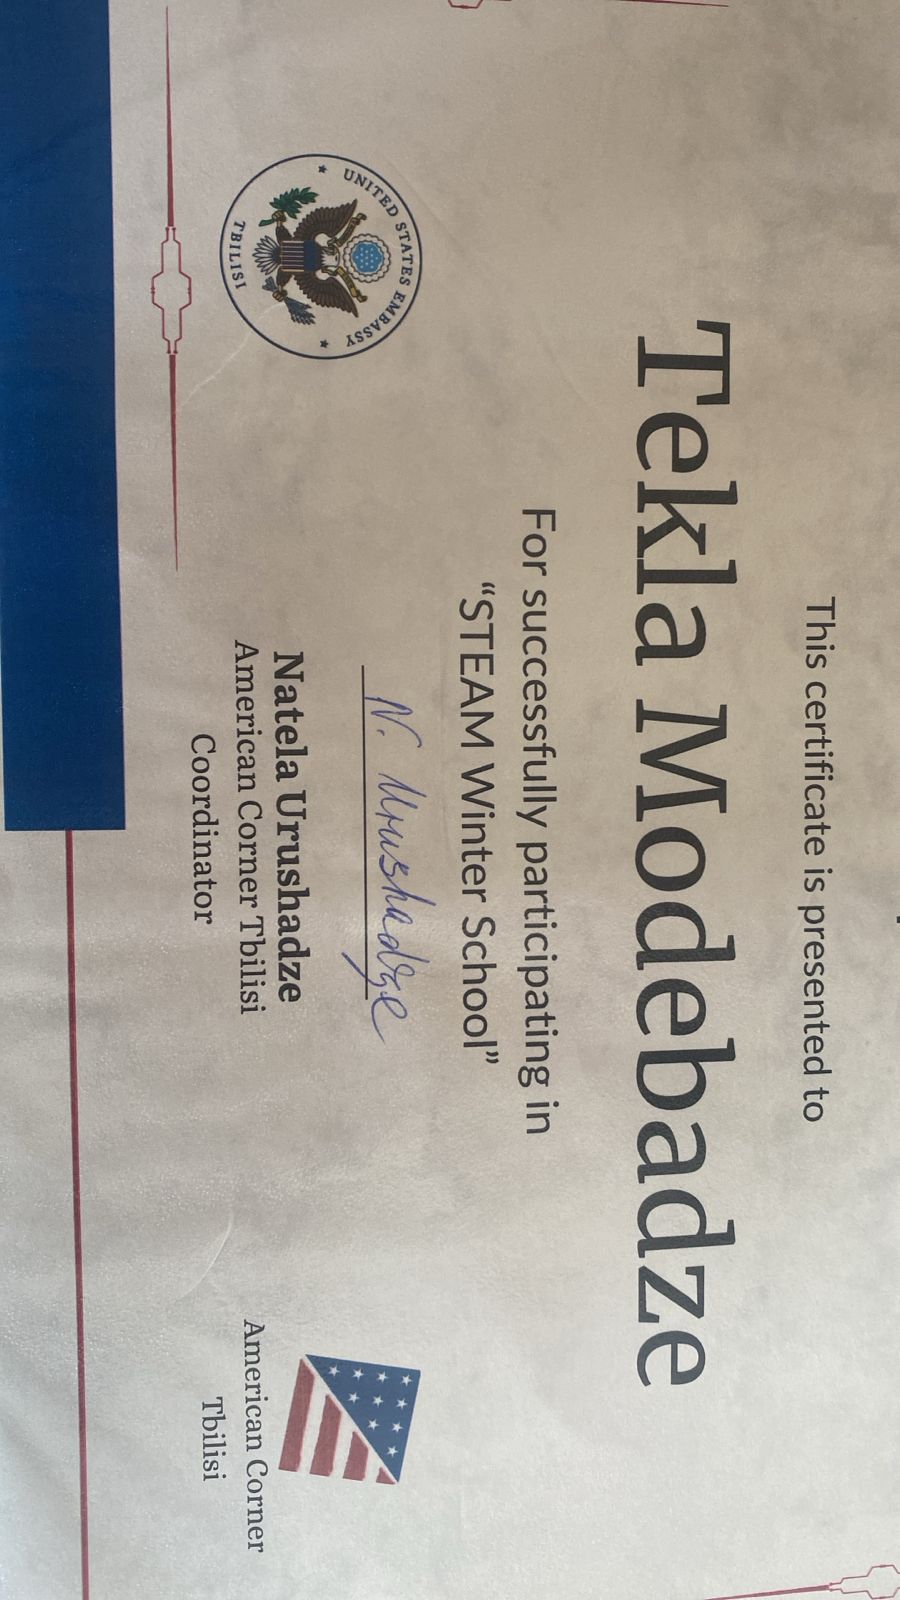 This certificate is presented to
Tekla Modebadze
For successfully participating in
“STEAM Winter School”
N. Urushadze
Natela Urushadze
American Corner Tbilisi
Coordinator
UNITED STATES EMBASSY
TBILISI
American Corner
Tbilisi